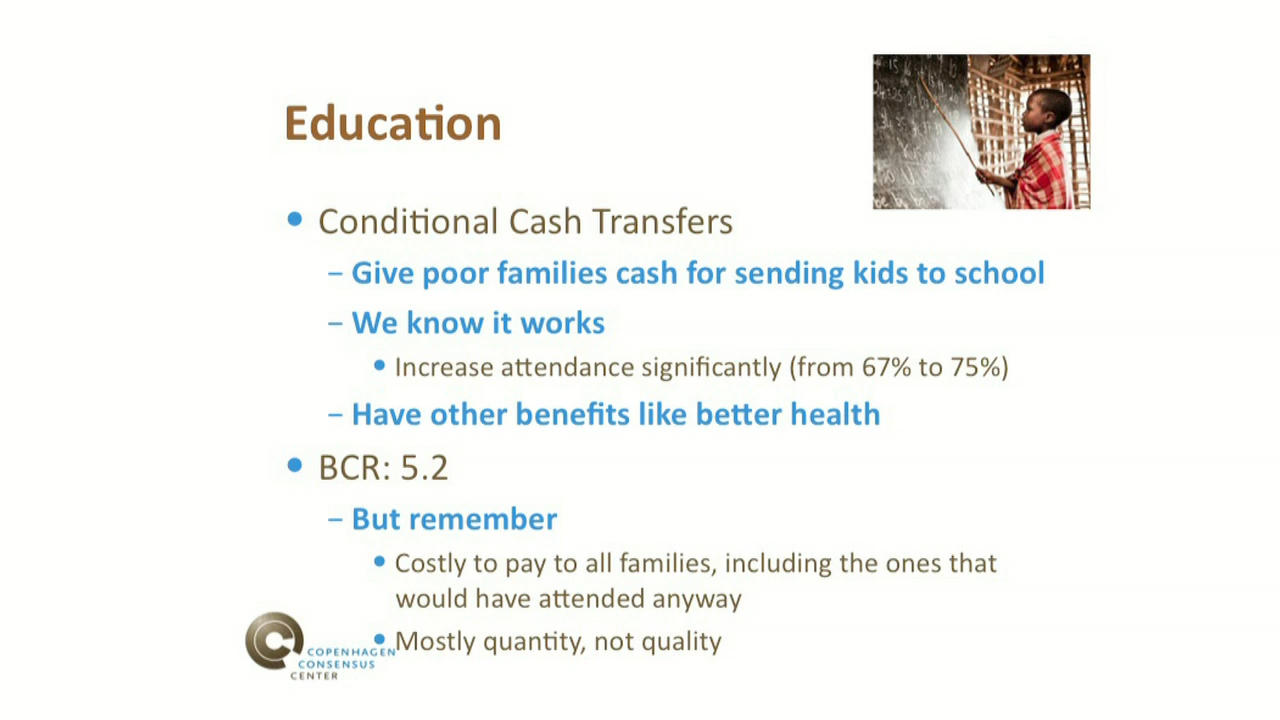 Education
• Conditional Cash Transfers
– Give poor families cash for sending kids to school
– We know it works
• Increase attendance significantly (from 67% to 75%)
– Have other benefits like better health
• BCR: 5.2
– But remember
• Costly to pay to all families, including the ones that
would have attended anyway
• Mostly quantity, not quality
COPENHAGEN
CONSENSUS
CENTER